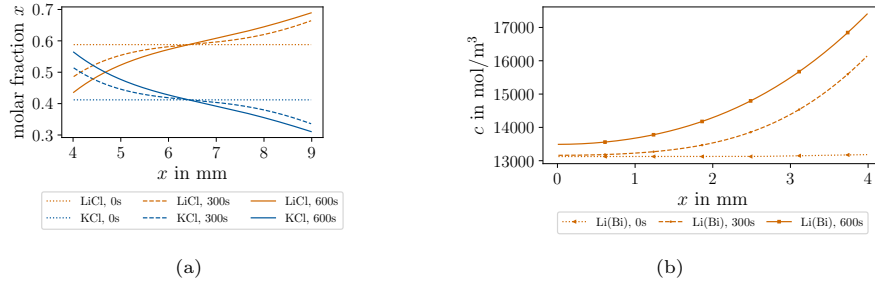 molar fraction x
0.7
0.6
0.5
0.4
0.3
4
5
6
7
8
9
x in mm
LiCl, 0s
LiCl, 300s
LiCl, 600s
KCl, 0s
KCl, 300s
KCl, 600s
(a)
c in mol/m³
17000
16000
15000
14000
13000
0
1
2
3
4
x in mm
Li(Bi), 0s
Li(Bi), 300s
Li(Bi), 600s
(b)